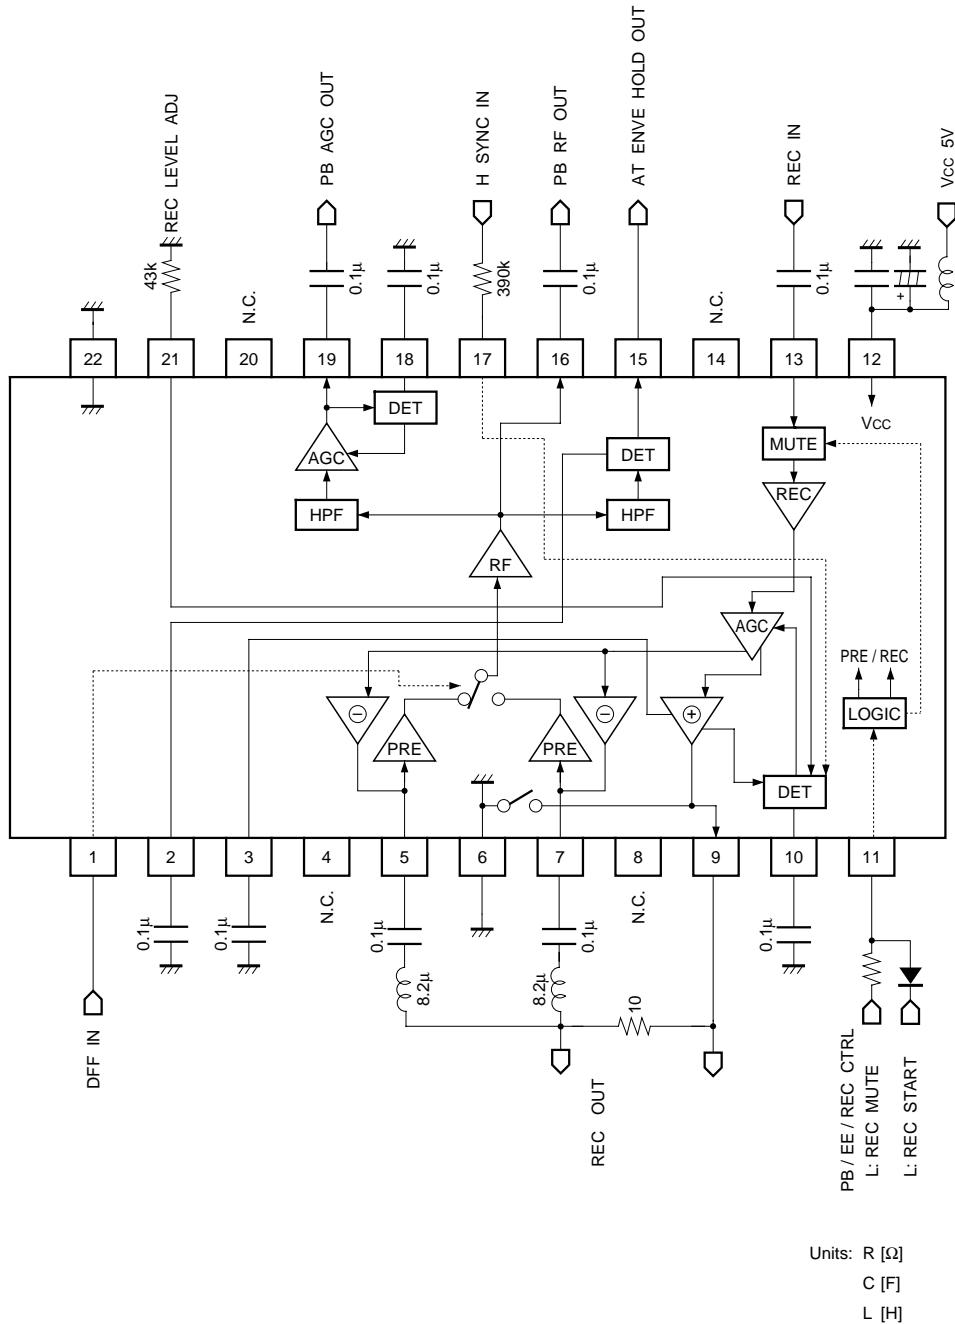 REC LEVEL ADJ
PB AGC OUT
H SYNC IN
PB RF OUT
AT ENVE HOLD OUT
REC IN
Vcc 5V
43k
N.C.
0.1μ
0.1μ
390k
0.1μ
N.C.
0.1μ
+
22
21
20
19
18
17
16
15
14
13
12
DET
Vcc
AGC
DET
MUTE
REC
HPF
HPF
RF
AGC
PRE / REC
LOGIC
−
PRE
PRE
−
+
DET
1
2
3
4
5
6
7
8
9
10
11
0.1μ
0.1μ
N.C.
0.1μ
0.1μ
N.C.
0.1μ
8.2μ
8.2μ
10
DFF IN
REC OUT
PB / EE / REC CTRL
L: REC MUTE
L: REC START
Units: R [Ω]
C [F]
L [H]